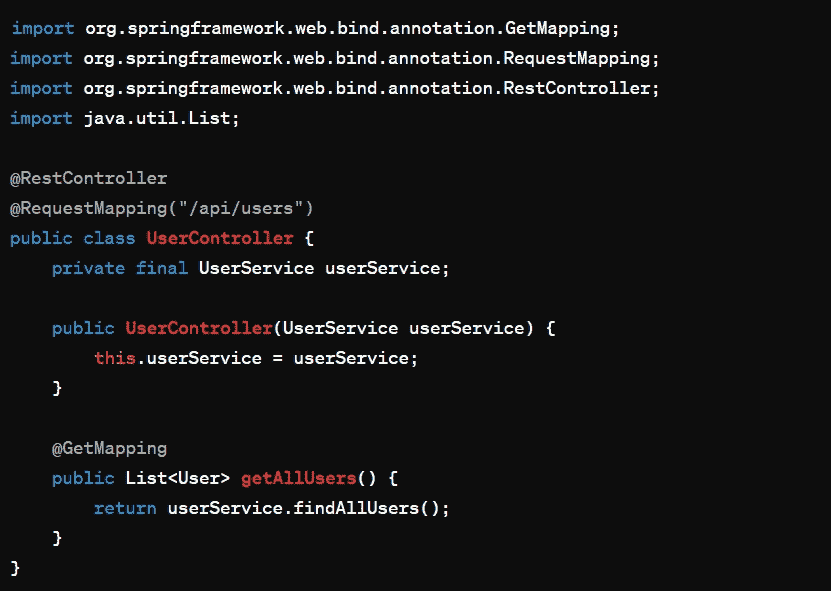 import org.springframework.web.bind.annotation.GetMapping;
import org.springframework.web.bind.annotation.RequestMapping;
import org.springframework.web.bind.annotation.RestController;
import java.util.List;

@RestController
@RequestMapping("/api/users")
public class UserController {
    private final UserService userService;

    public UserController(UserService userService) {
        this.userService = userService;
    }

    @GetMapping
    public List<User> getAllUsers() {
        return userService.findAllUsers();
    }
}